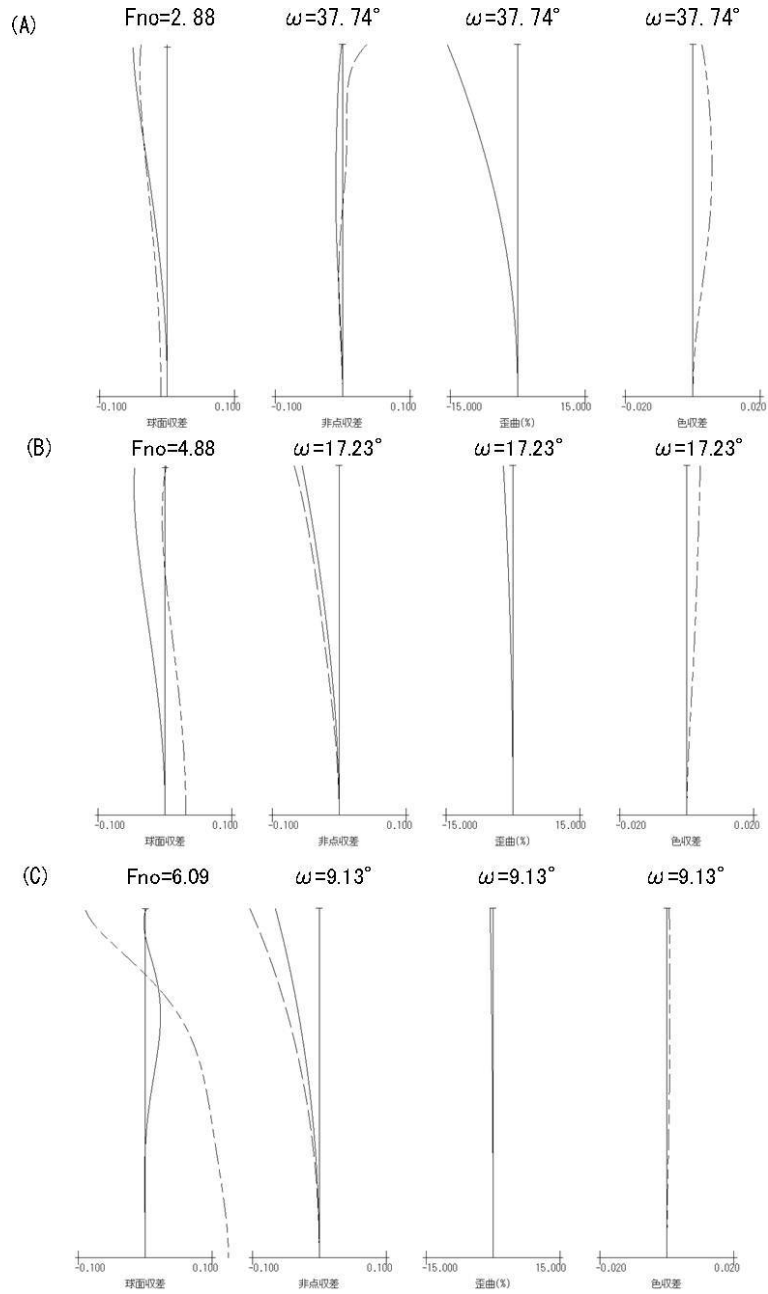 (A)
Fno=2.88 ω=37.74° ω=37.74° ω=37.74°
-0.100 0.100 -0.100 0.100 -15.000 15.000 -0.020 0.020
球面収差 非点収差 歪曲(%) 色収差
(B)
Fno=4.88 ω=17.23° ω=17.23° ω=17.23°
-0.100 0.100 -0.100 0.100 -15.000 15.000 -0.020 0.020
球面収差 非点収差 歪曲(%) 色収差
(C)
Fno=6.09 ω=9.13° ω=9.13° ω=9.13°
-0.100 0.100 -0.100 0.100 -15.000 15.000 -0.020 0.020
球面収差 非点収差 歪曲(%) 色収差